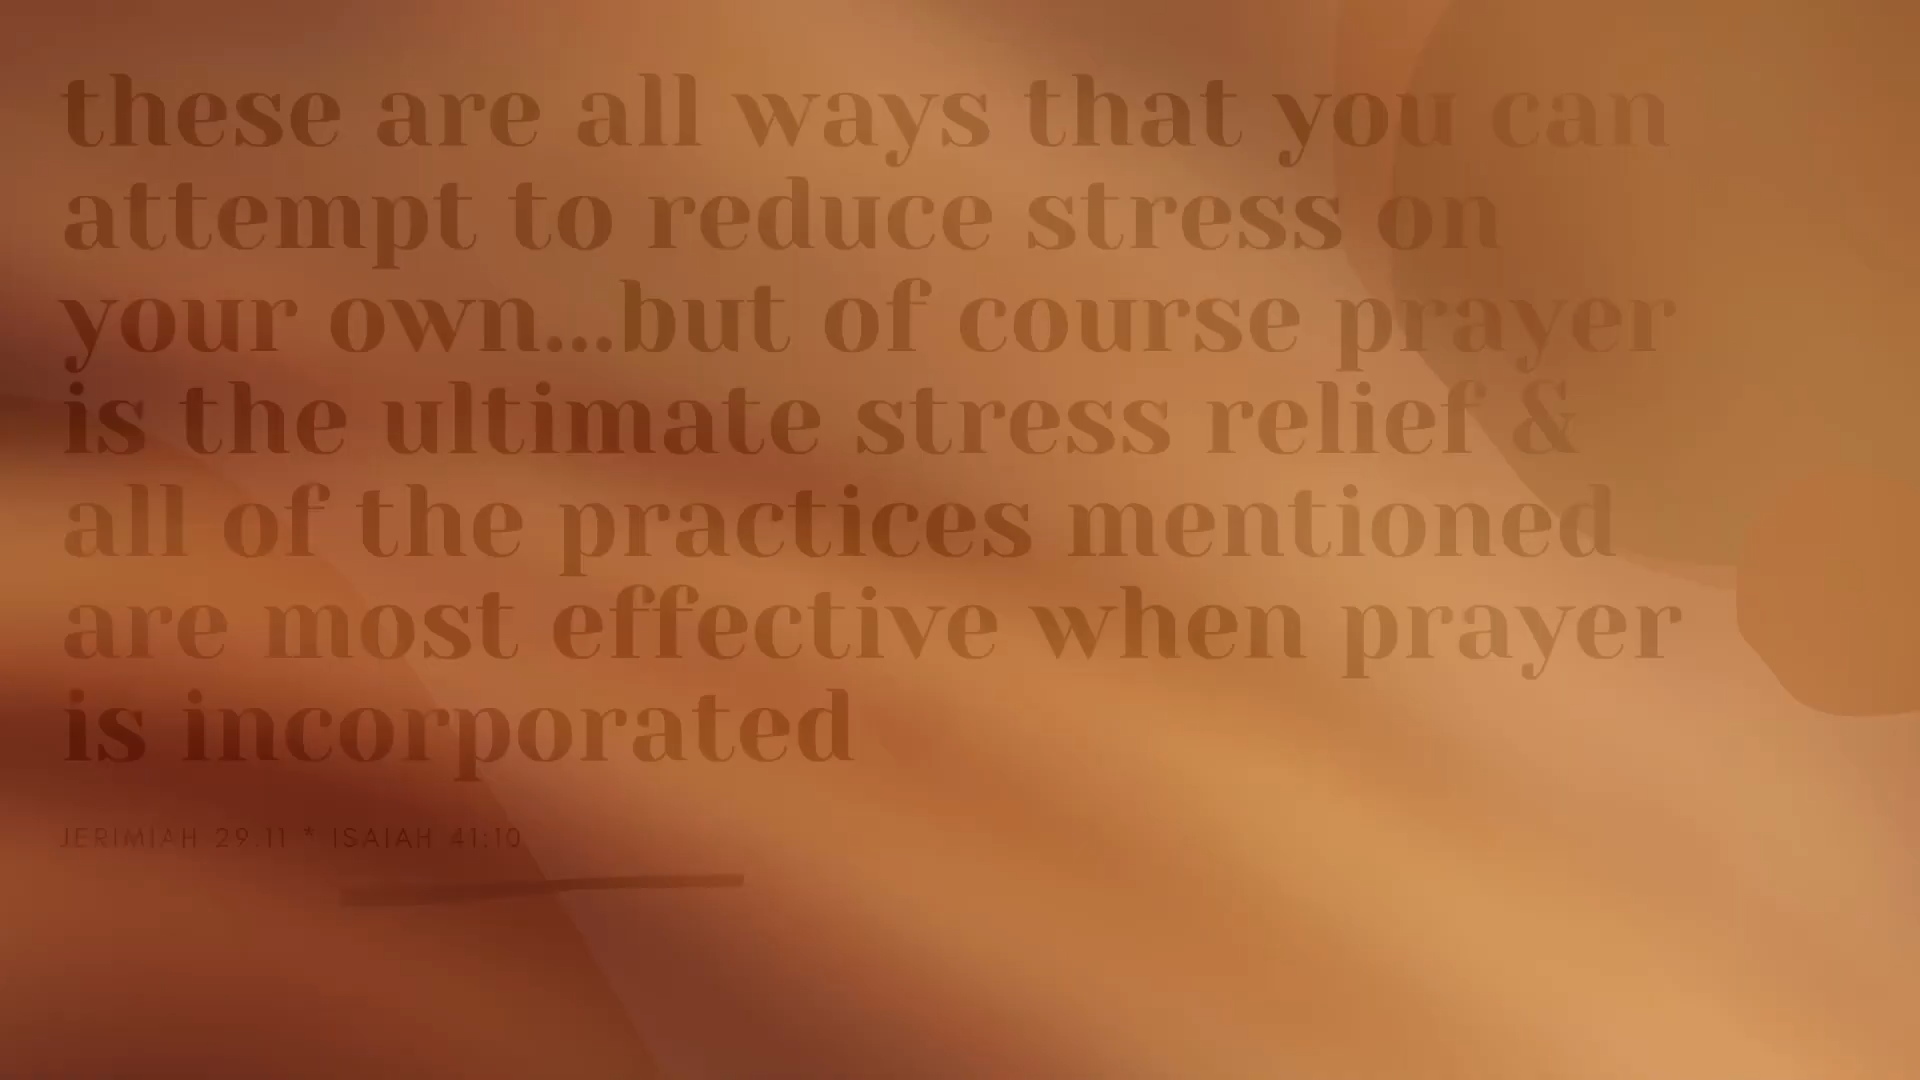 these are all ways that you can
attempt to reduce stress on
your own...but of course prayer
is the ultimate stress relief &
all of the practices mentioned
are most effective when prayer
is incorporated
JERIMIAH 29:11 * ISAIAH 41:10